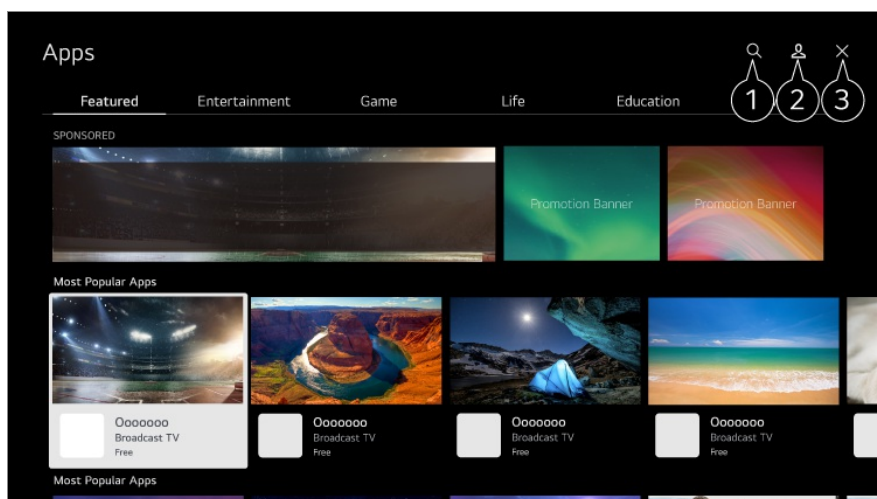 Apps
1 2 3
Featured Entertainment Game Life Education
SPONSORED
Promotion Banner Promotion Banner
Most Popular Apps
Ooooooo Ooooooo Ooooooo Ooooooo
Broadcast TV Broadcast TV Broadcast TV Broadcast TV
Free Free Free Free
Most Popular Apps